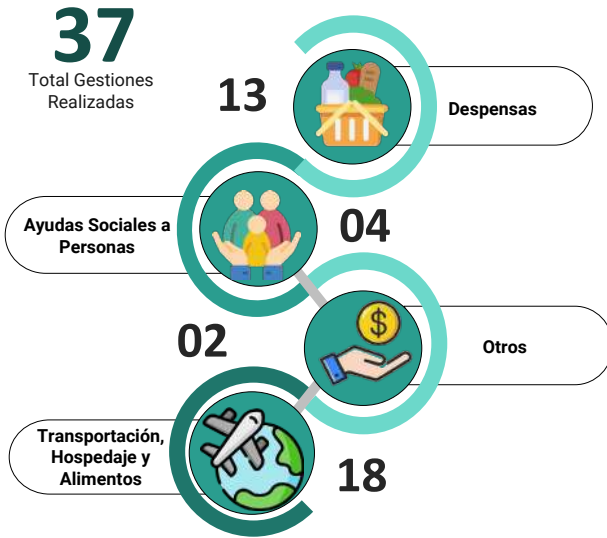 37
Total Gestiones
Realizadas
13
Despensas
Ayudas Sociales a
Personas
04
02
Otros
Transportación,
Hospedaje y
Alimentos
18
$